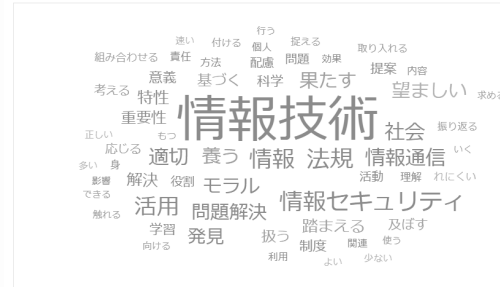 行う
速い 付ける 個人 捉える
組み合わせる 責任 方法 配慮 問題 効果 取り入れる
意義 基づく 科学 果たす 提案 内容
考える 特性 望ましい 求め
重要性 情報技術 社会 振り返る
正しい もつ
応じる 適切 養う 情報 法規 情報通信 いく
多い 身
影響 解決 役割 モラル 活動 理解 れにくい
できる 活用 問題解決 情報セキュリティ
触れる 学習 発見 扱う 踏まえる 及ぼす
向ける 制度 関連 使う
利用 よい 少ない